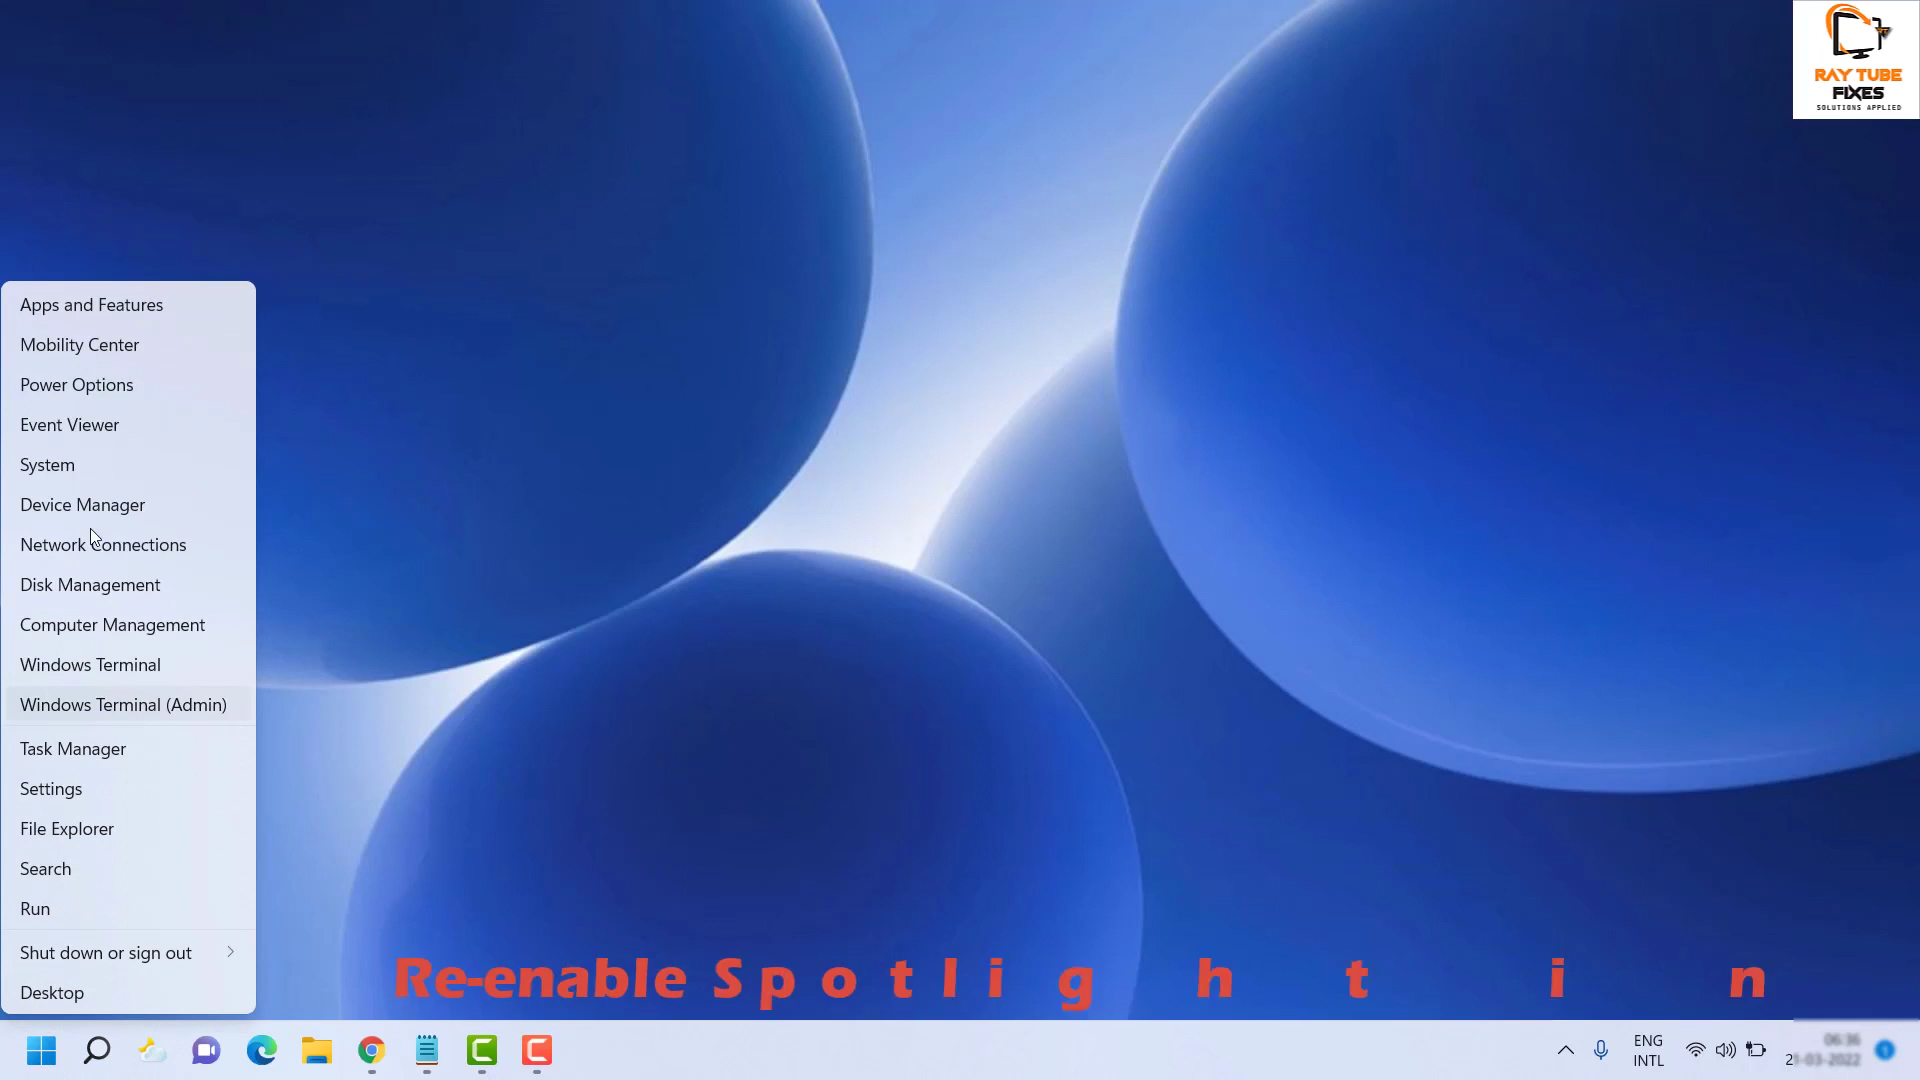 RAY TUBE
FIXES
SOLUTIONS APPLIED
Apps and Features
Mobility Center
Power Options
Event Viewer
System
Device Manager
Network Connections
Disk Management
Computer Management
Windows Terminal
Windows Terminal (Admin)
Task Manager
Settings
File Explorer
Search
Run
Shut down or sign out
Desktop
Re-enable Spotlight in
ENG
INTL
06:36
21-03-2022
1